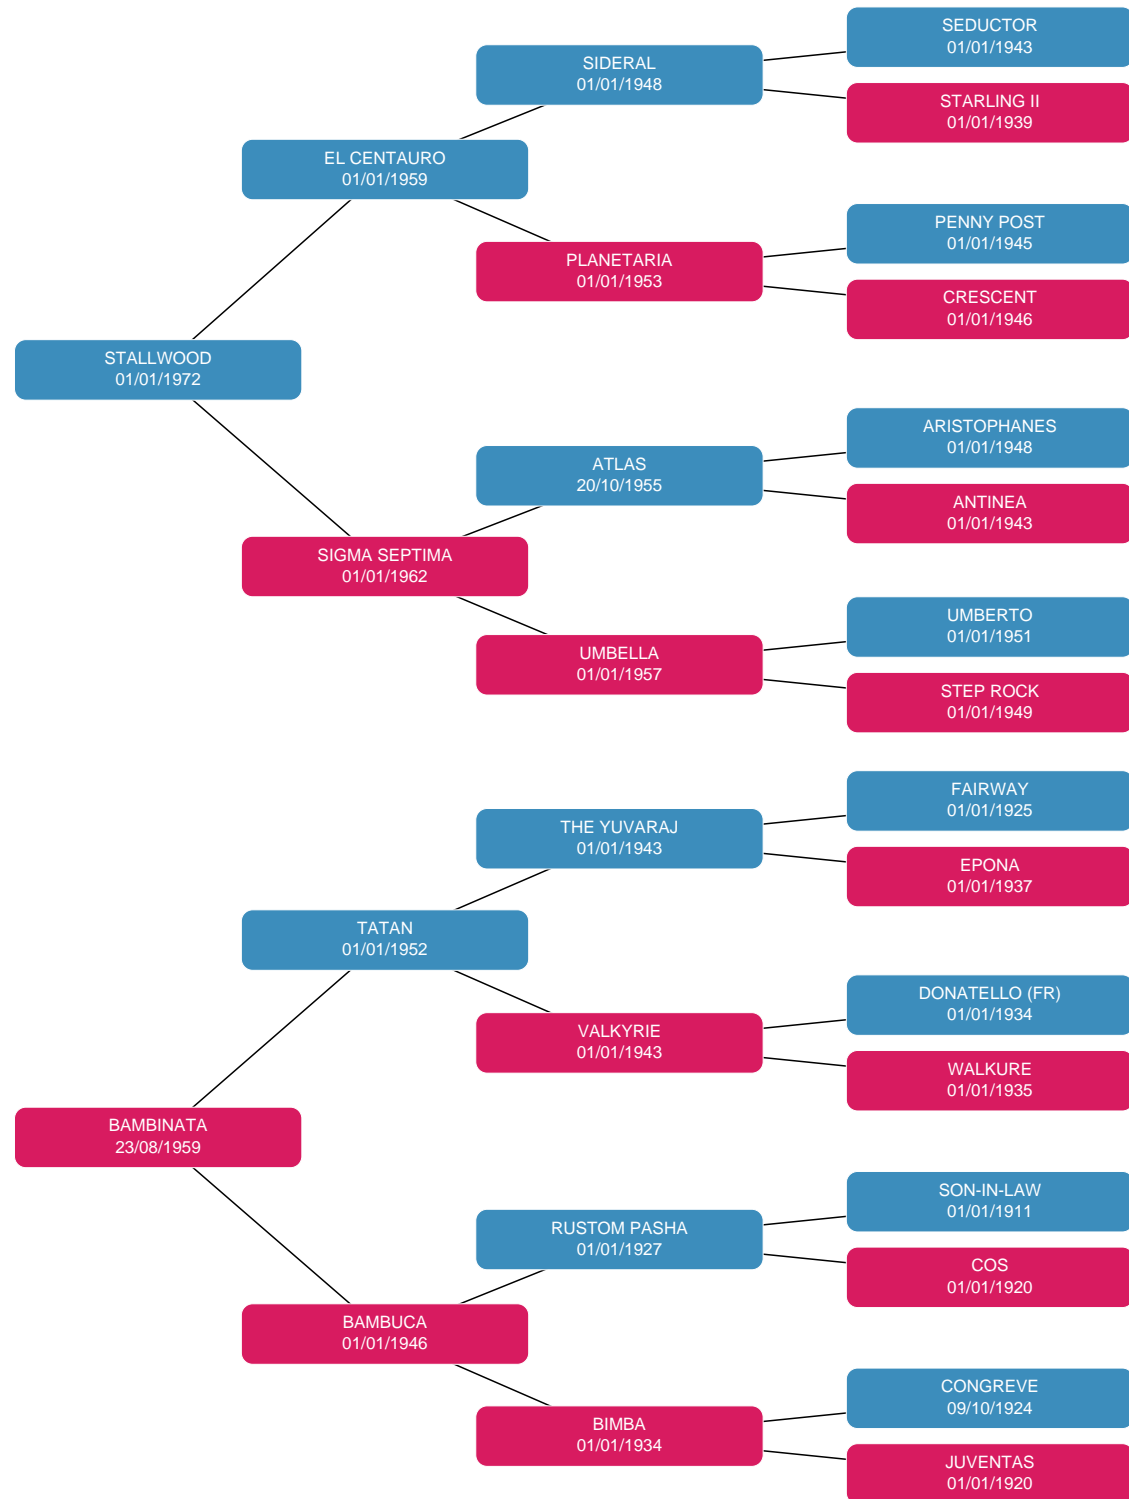 SEDUCTOR
01/01/1943
SIDERAL
01/01/1948
STARLING II
01/01/1939
EL CENTAURO
01/01/1959
PENNY POST
01/01/1945
PLANETARIA
01/01/1953
CRESCENT
01/01/1946
STALLWOOD
01/01/1972
ARISTOPHANES
01/01/1948
ATLAS
20/10/1955
ANTINEA
01/01/1943
SIGMA SEPTIMA
01/01/1962
UMBERTO
01/01/1951
UMBELLA
01/01/1957
STEP ROCK
01/01/1949
FAIRWAY
01/01/1925
THE YUVARAJ
01/01/1943
EPONA
01/01/1937
TATAN
01/01/1952
DONATELLO (FR)
01/01/1934
VALKYRIE
01/01/1943
WALKURE
01/01/1935
BAMBINATA
23/08/1959
SON-IN-LAW
01/01/1911
RUSTOM PASHA
01/01/1927
COS
01/01/1920
BAMBUCA
01/01/1946
CONGREVE
09/10/1924
BIMBA
01/01/1934
JUVENTAS
01/01/1920